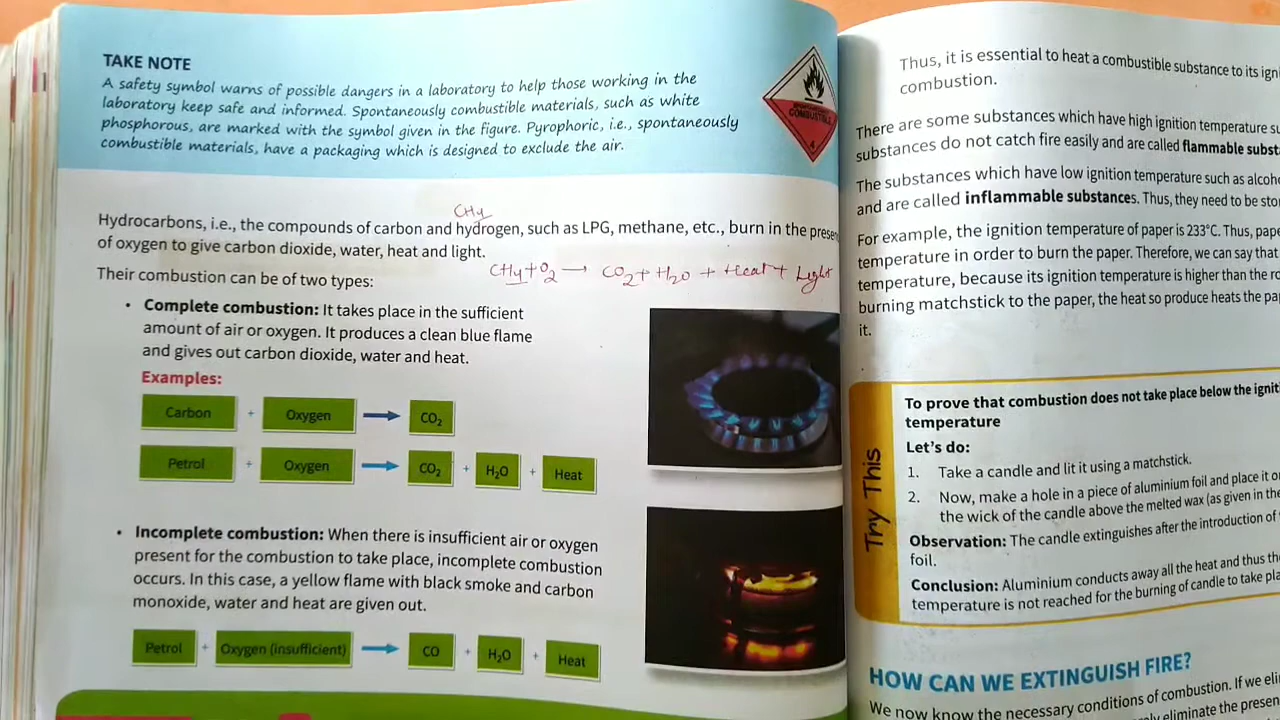 TAKE NOTE
A safety symbol warns of possible dangers in a laboratory to help those working in the
laboratory keep safe and informed. Spontaneously combustible materials, such as white
phosphorous, are marked with the symbol given in the figure. Pyrophoric, i.e., spontaneously
combustible materials, have a packaging which is designed to exclude the air.
COMBUSTIBLE
4
CH4
Hydrocarbons, i.e., the compounds of carbon and hydrogen, such as LPG, methane, etc., burn in the
of oxygen to give carbon dioxide, water, heat and light.
CH4+O2 → CO2+H2O + Heat + Light
Their combustion can be of two types:
• Complete combustion: It takes place in the sufficient
amount of air or oxygen. It produces a clean blue flame
and gives out carbon dioxide, water and heat.
Examples:
Carbon + Oxygen → CO₂
Petrol + Oxygen → CO₂ + H₂O + Heat
• Incomplete combustion: When there is insufficient air or oxygen
present for the combustion to take place, incomplete combustion
occurs. In this case, a yellow flame with black smoke and carbon
monoxide, water and heat are given out.
Petrol + Oxygen (insufficient) → CO + H₂O + Heat
Thus, it is essential to heat a combustible substance to its
combustion.
There are some substances which have high ignition temperature
substances do not catch fire easily and are called flammable
The substances which have low ignition temperature such as
and are called inflammable substances. Thus, they need to be
For example, the ignition temperature of paper is 233°C. Thus,
temperature in order to burn the paper. Therefore, we can say that
temperature, because its ignition temperature is higher than the
burning matchstick to the paper, the heat so produce heats the
it.
Try This
To prove that combustion does not take place below the
temperature
Let's do:
1. Take a candle and lit it using a matchstick.
2. Now, make a hole in a piece of aluminium foil and place it
the wick of the candle above the melted wax (as given in the
Observation: The candle extinguishes after the introduction of
foil.
Conclusion: Aluminium conducts away all the heat and thus
temperature is not reached for the burning of candle to take
HOW CAN WE EXTINGUISH FIRE?
We now know the necessary conditions of combustion. If we
eliminate the